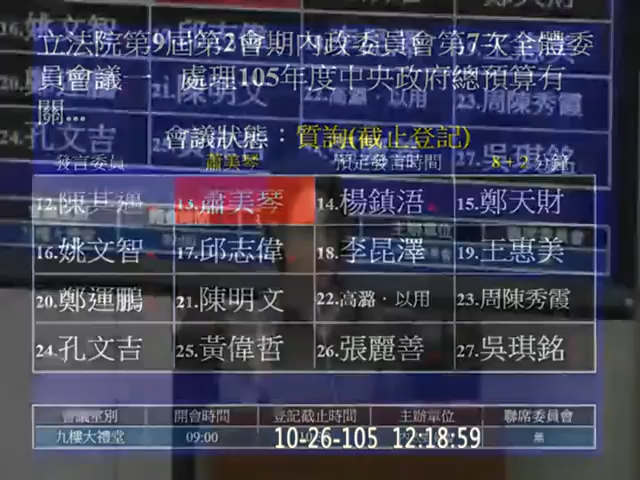 立法院第9屆第2會期內政委員會第7次全體委
員會議一　處理105年度中央政府總預算有
關...
會議狀態：質詢(截止登記)
發言委員 蕭美琴 預定發言時間 8+2 分鐘
12.陳其邁 13.蕭美琴 14.楊鎮浯 15.鄭天財
16.姚文智 17.邱志偉 18.李昆澤 19.王惠美
20.鄭運鵬 21.陳明文 22.高潞．以用 23.周陳秀霞
24.孔文吉 25.黃偉哲 26.張麗善 27.吳琪銘
會議室別 開會時間 登記截止時間 主辦單位 聯席委員會
九樓大禮堂 09:00 無
10-26-105 12:18:59